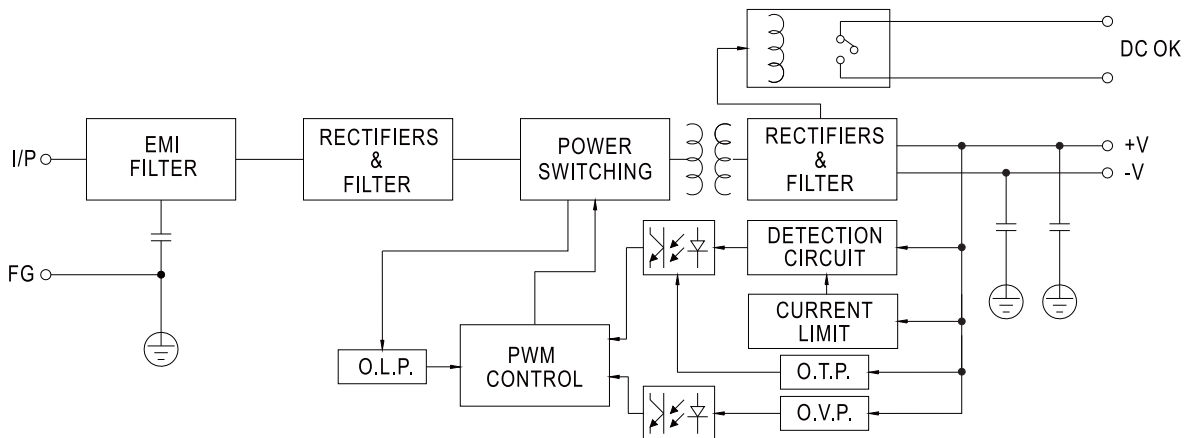 DC OK
I/P
EMI
FILTER
RECTIFIERS
&
FILTER
POWER
SWITCHING
RECTIFIERS
&
FILTER
+V
-V
DETECTION
CIRCUIT
FG
CURRENT
LIMIT
O.L.P.
PWM
CONTROL
O.T.P.
O.V.P.